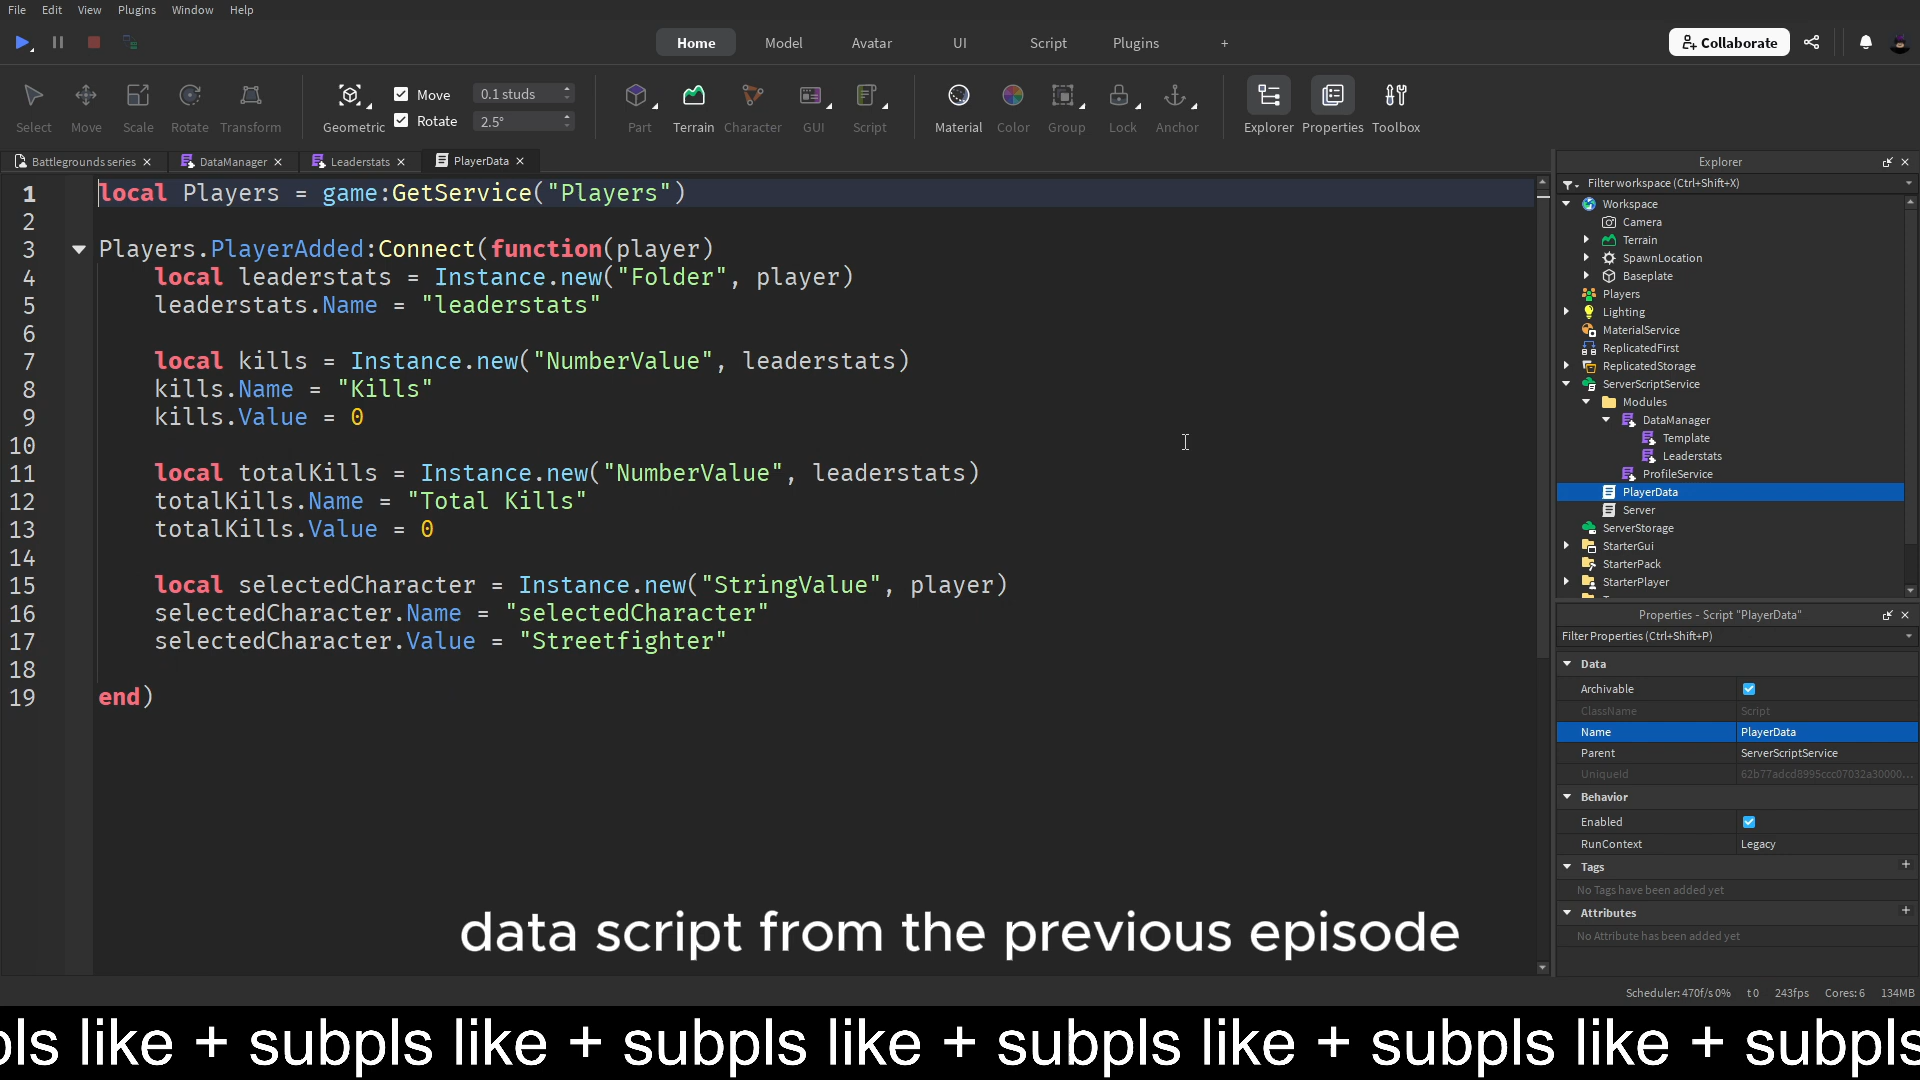 File Edit View Plugins Window Help
Home Model Avatar UI Script Plugins +
Collaborate
Select Move Scale Rotate Transform
Geometric
Move 0.1 studs
Rotate 2.5°
Part Terrain Character GUI Script
Material Color Group Lock Anchor
Explorer Properties Toolbox
Battlegrounds series DataManager Leaderstats PlayerData
1 local Players = game:GetService("Players")
2
3 Players.PlayerAdded:Connect(function(player)
4 local leaderstats = Instance.new("Folder", player)
5 leaderstats.Name = "leaderstats"
6
7 local kills = Instance.new("NumberValue", leaderstats)
8 kills.Name = "Kills"
9 kills.Value = 0
10
11 local totalKills = Instance.new("NumberValue", leaderstats)
12 totalKills.Name = "Total Kills"
13 totalKills.Value = 0
14
15 local selectedCharacter = Instance.new("StringValue", player)
16 selectedCharacter.Name = "selectedCharacter"
17 selectedCharacter.Value = "Streetfighter"
18
19 end)
Explorer
Filter workspace (Ctrl+Shift+X)
Workspace
Camera
Terrain
SpawnLocation
Baseplate
Players
Lighting
MaterialService
ReplicatedFirst
ReplicatedStorage
ServerScriptService
Modules
DataManager
Template
Leaderstats
ProfileService
PlayerData
Server
ServerStorage
StarterGui
StarterPack
StarterPlayer
Properties - Script "PlayerData"
Filter Properties (Ctrl+Shift+P)
Data
Archivable
ClassName Script
Name PlayerData
Parent ServerScriptService
UniqueId 62b77adcd8995ccc07032a30000...
Behavior
Enabled
RunContext Legacy
Tags +
No Tags have been added yet
Attributes +
No Attribute has been added yet
data script from the previous episode
Scheduler: 470f/s 0% t0 243fps Cores: 6 134MB
pls like + subpls like + subpls like + subpls like + subpls like + subpls